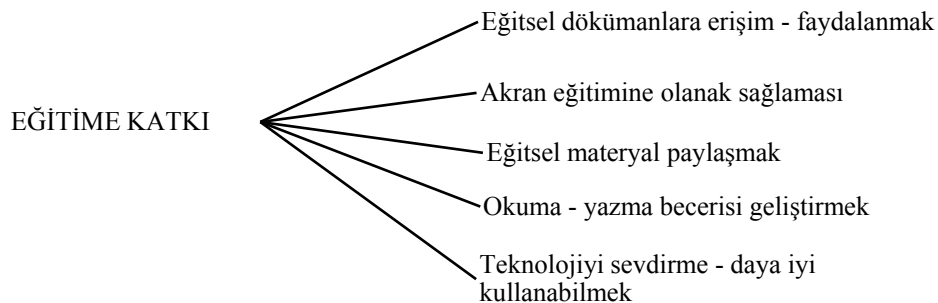 Eğitsel dökümanlara erişim - faydalanmak
Akran eğitimine olanak sağlaması
EĞİTİME KATKI
Eğitsel materyal paylaşmak
Okuma - yazma becerisi geliştirmek
Teknolojiyi sevdirme - daya iyi
kullanabilmek